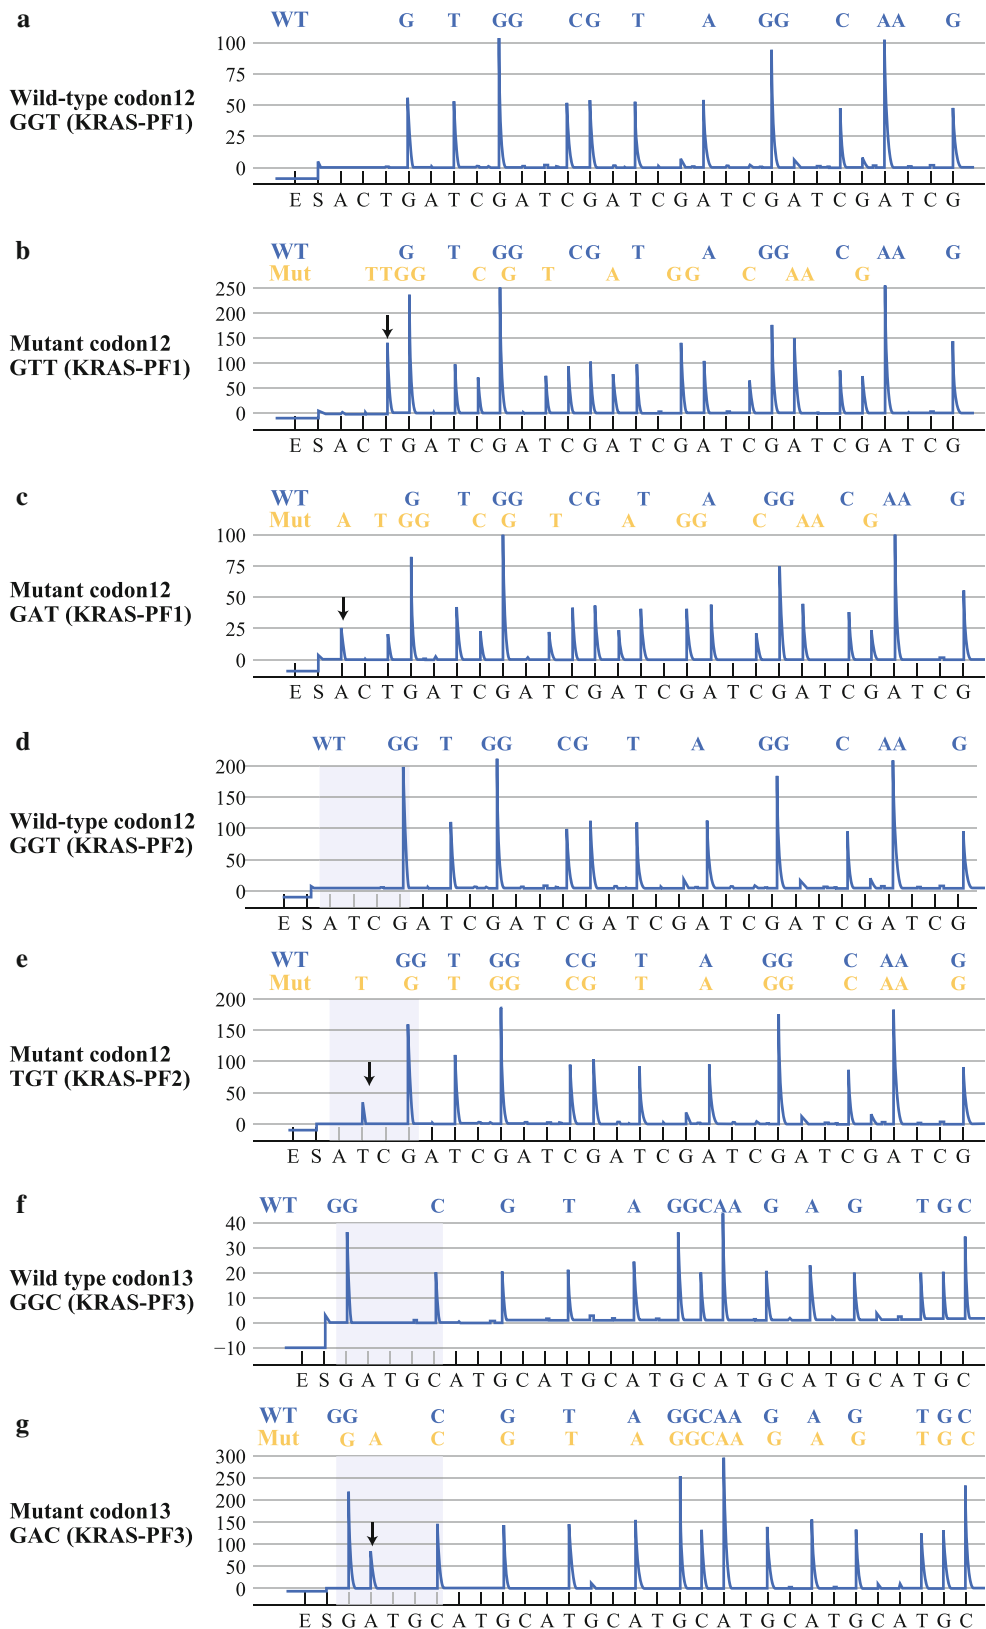 a
WT G T GG CG T A GG C AA G
Wild-type codon12
GGT (KRAS-PF1)
100
75
50
25
0
E S A C T G A T C G A T C G A T C G A T C G A T C G A T C G
b
WT G T GG CG T A GG C AA G
Mut TTGG C G T A GG C AA G
Mutant codon12
GTT (KRAS-PF1)
250
200
150
100
50
0
E S A C T G A T C G A T C G A T C G A T C G A T C G A T C G
c
WT G T GG CG T A GG C AA G
Mut A T GG C G T A GG C AA G
Mutant codon12
GAT (KRAS-PF1)
100
75
50
25
0
E S A C T G A T C G A T C G A T C G A T C G A T C G A T C G
d
WT GG T GG CG T A GG C AA G
Wild-type codon12
GGT (KRAS-PF2)
200
150
100
50
0
E S A T C G A T C G A T C G A T C G A T C G A T C G A T C G
e
WT GG T GG CG T A GG C AA G
Mut T G T GG CG T A GG C AA G
Mutant codon12
TGT (KRAS-PF2)
200
150
100
50
0
E S A T C G A T C G A T C G A T C G A T C G A T C G A T C G
f
WT GG C G T A GGCAA G A G T G C
Wild type codon13
GGC (KRAS-PF3)
40
30
20
10
0
−10
E S G A T G C A T G C A T G C A T G C A T G C A T G C A T G C
g
WT GG C G T A GGCAA G A G T G C
Mut G A C G T A GGCAA G A G T G C
Mutant codon13
GAC (KRAS-PF3)
300
250
200
150
100
50
0
E S G A T G C A T G C A T G C A T G C A T G C A T G C A T G C